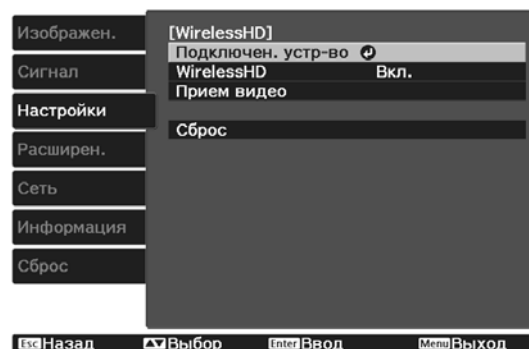 Изображен.
Сигнал
Настройки
Расширен.
Сеть
Информация
Сброс
[WirelessHD]
Подключен. устр-во
WirelessHD Вкл.
Прием видео
Сброс
Esc Назад Выбор Enter Ввод Menu Выход